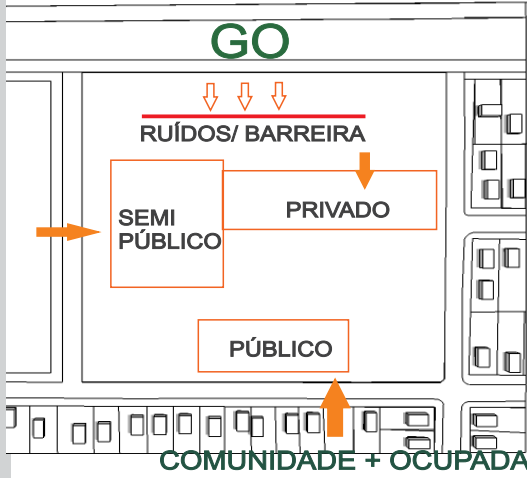 GO
RUÍDOS/ BARREIRA
PRIVADO
SEMI
PÚBLICO
PÚBLICO
COMUNIDADE + OCUPADA